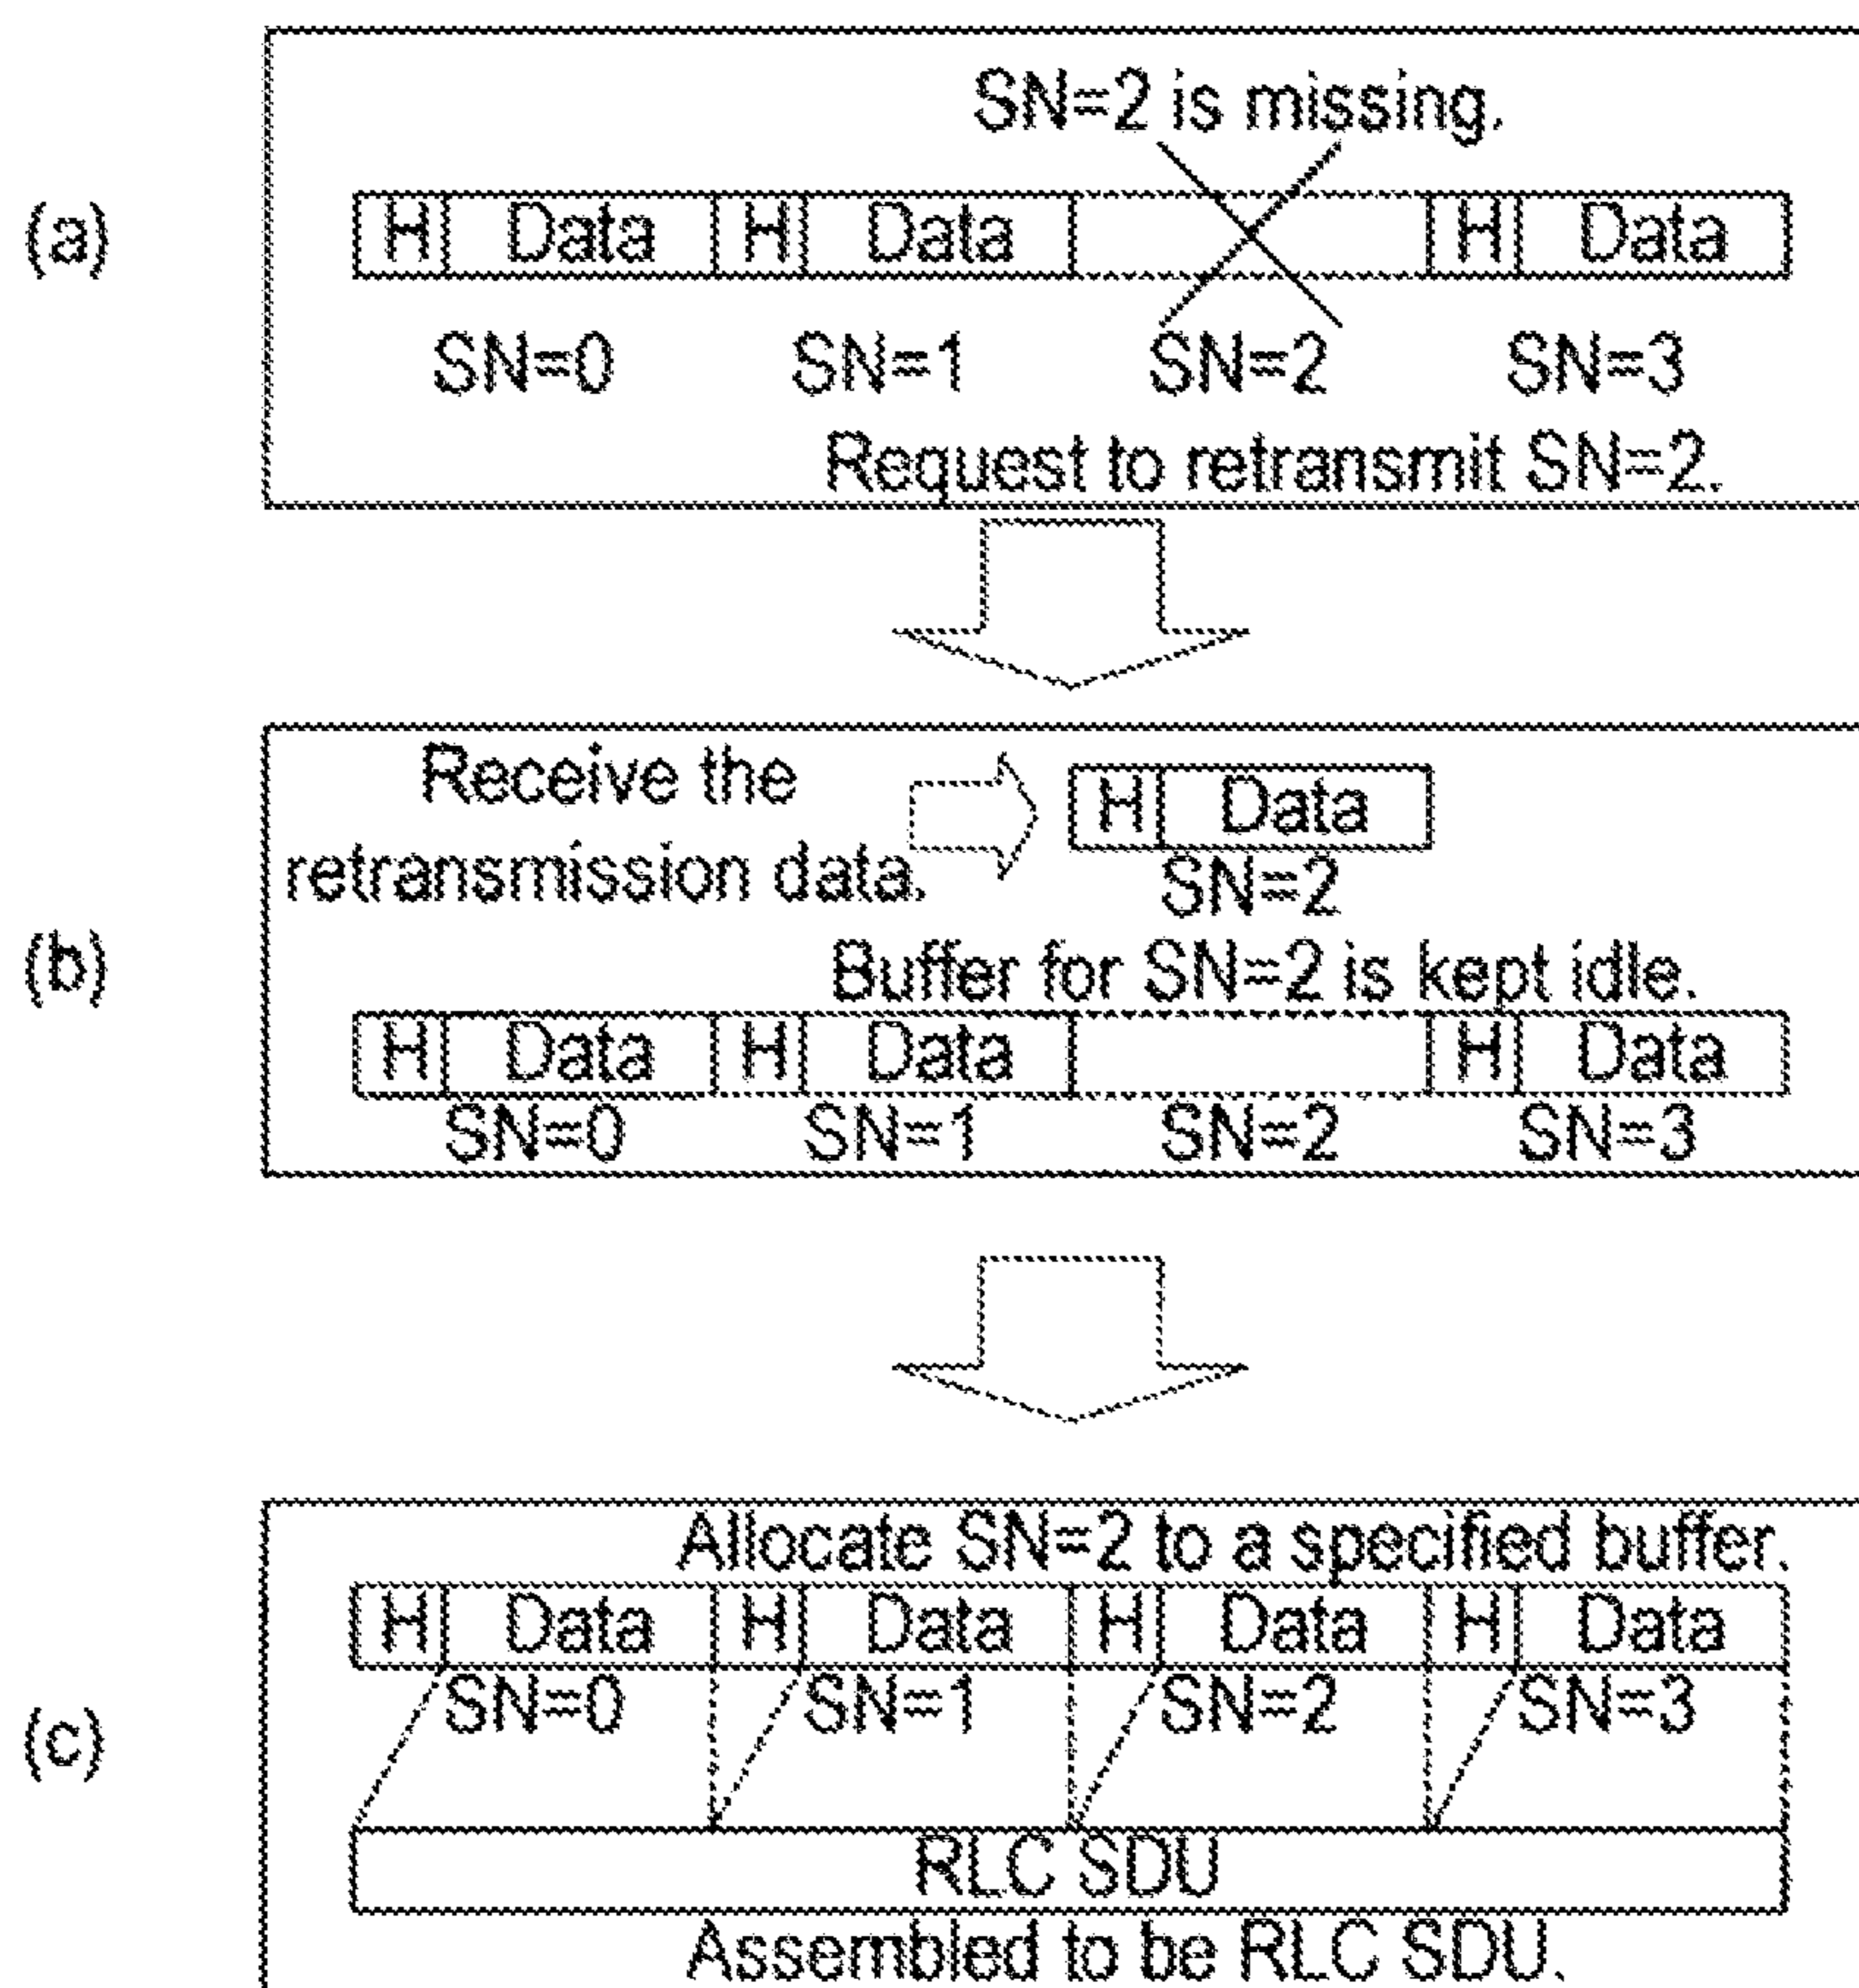 SN=2 is missing.
(a)
H Data H Data H Data
SN=0 SN=1 SN=2 SN=3
Request to retransmit SN=2.
Receive the
retransmission data.
H Data
SN=2
(b)
Buffer for SN=2 is kept idle.
H Data H Data H Data
SN=0 SN=1 SN=2 SN=3
Allocate SN=2 to a specified buffer.
H Data H Data H Data H Data
SN=0 SN=1 SN=2 SN=3
(c)
RLC SDU
Assembled to be RLC SDU.